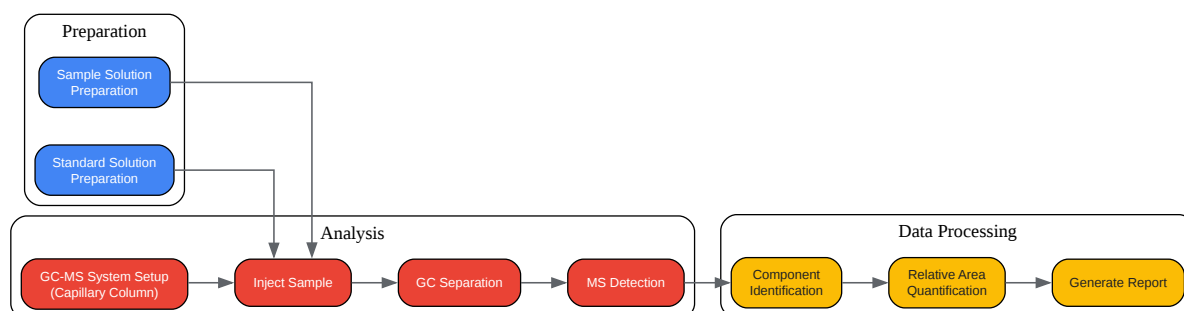 Preparation
Sample Solution
Preparation
Standard Solution
Preparation
Analysis
GC-MS System Setup
(Capillary Column)
Inject Sample
GC Separation
MS Detection
Data Processing
Component
Identification
Relative Area
Quantification
Generate Report